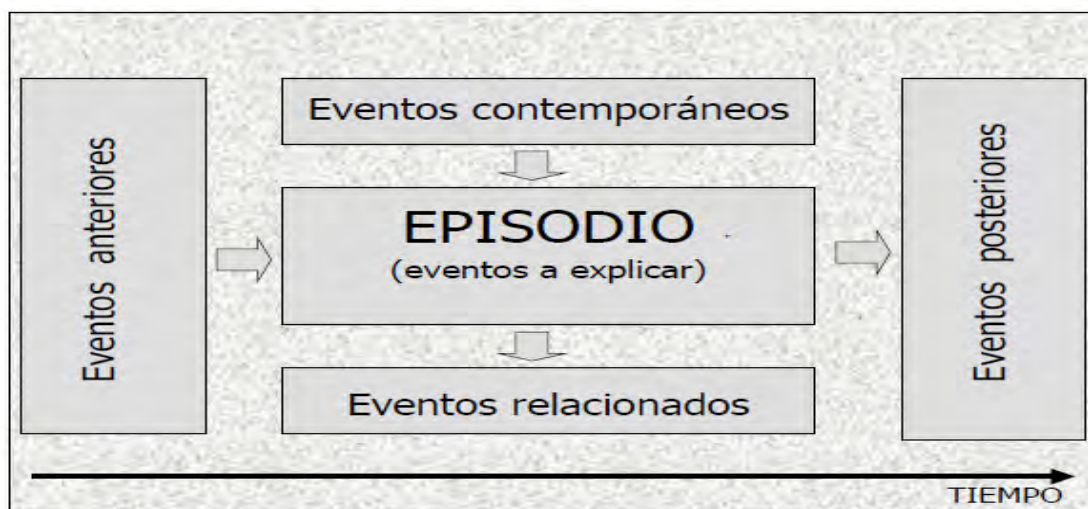 Eventos anteriores
Eventos contemporáneos
EPISODIO
(eventos a explicar)
Eventos relacionados
Eventos posteriores
TIEMPO